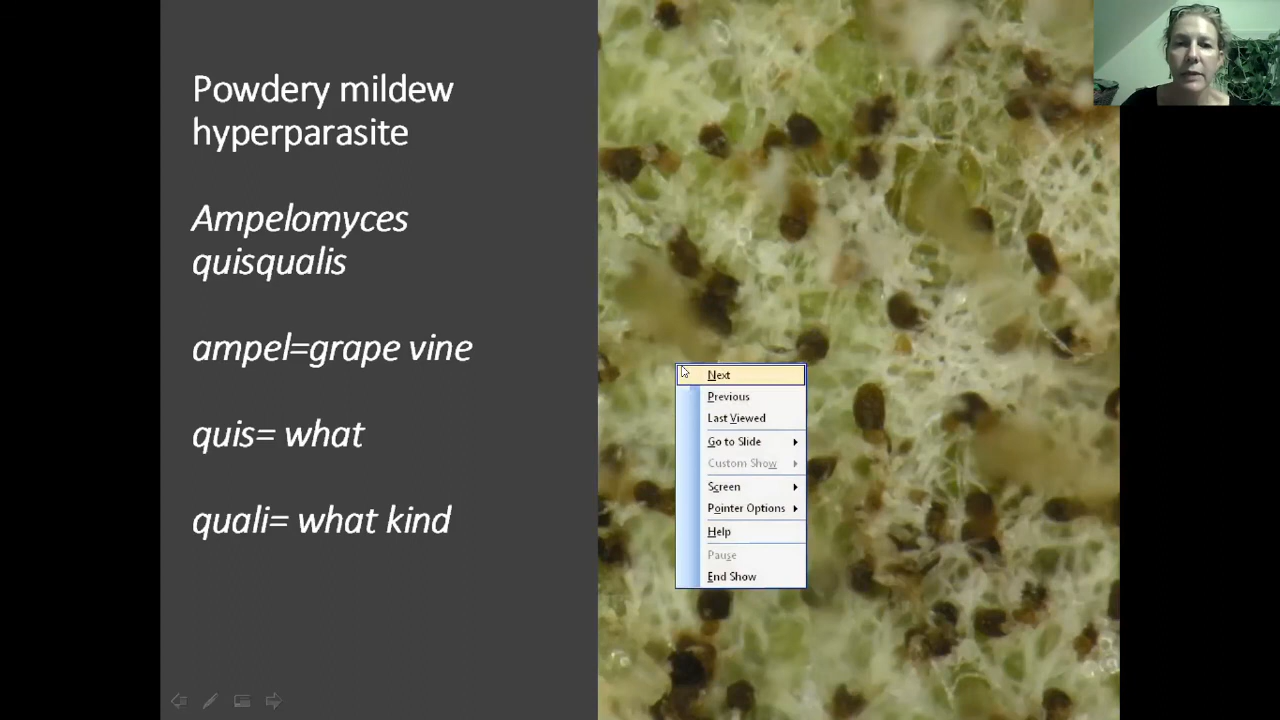 Powdery mildew
hyperparasite
Ampelomyces
quisqualis
ampel=grape vine
quis= what
quali= what kind
Next
Previous
Last Viewed
Go to Slide
Custom Show
Screen
Pointer Options
Help
Pause
End Show